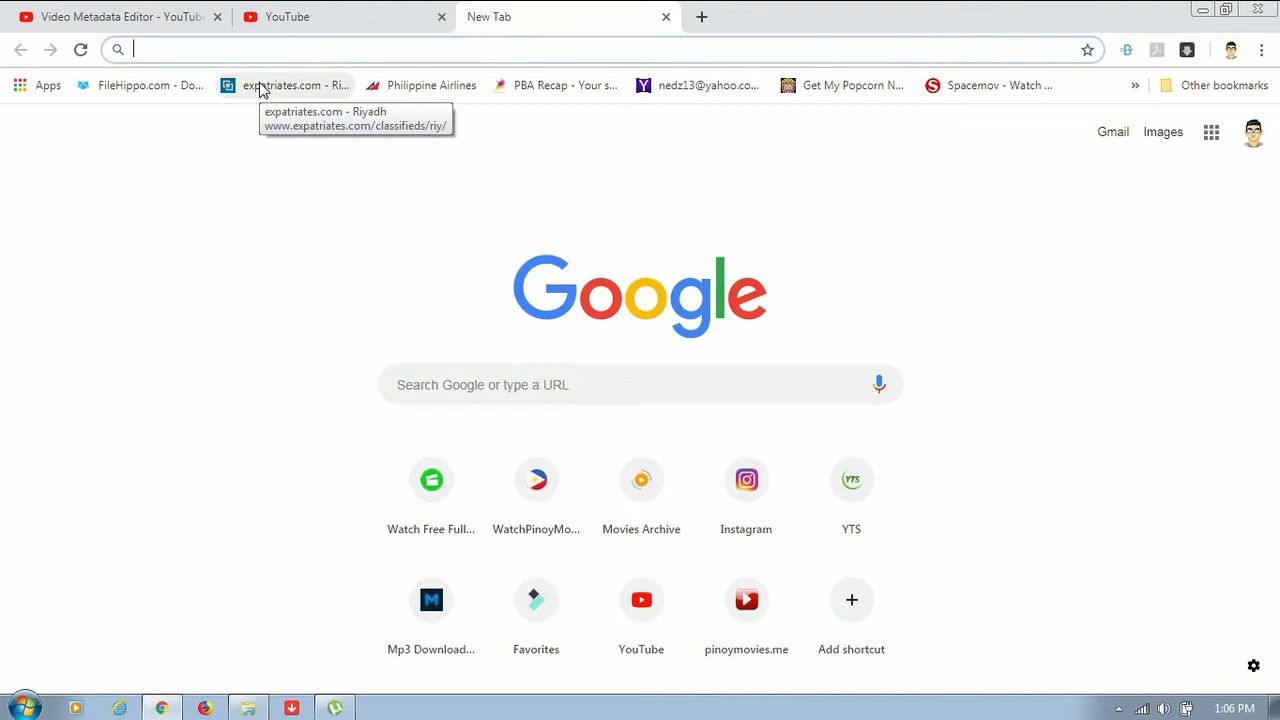 Video Metadata Editor - YouTube
YouTube
New Tab
Apps
FileHippo.com - Do...
expatriates.com - Ri...
Philippine Airlines
PBA Recap - Your s...
nedz13@yahoo.co...
Get My Popcorn N...
Spacemov - Watch ...
»
Other bookmarks
expatriates.com - Riyadh
www.expatriates.com/classifieds/riy/
Gmail
Images
Google
Search Google or type a URL
YTS
Watch Free Full...
WatchPinoyMo...
Movies Archive
Instagram
YTS
M
Mp3 Download...
Favorites
YouTube
pinoymovies.me
Add shortcut
1:06 PM